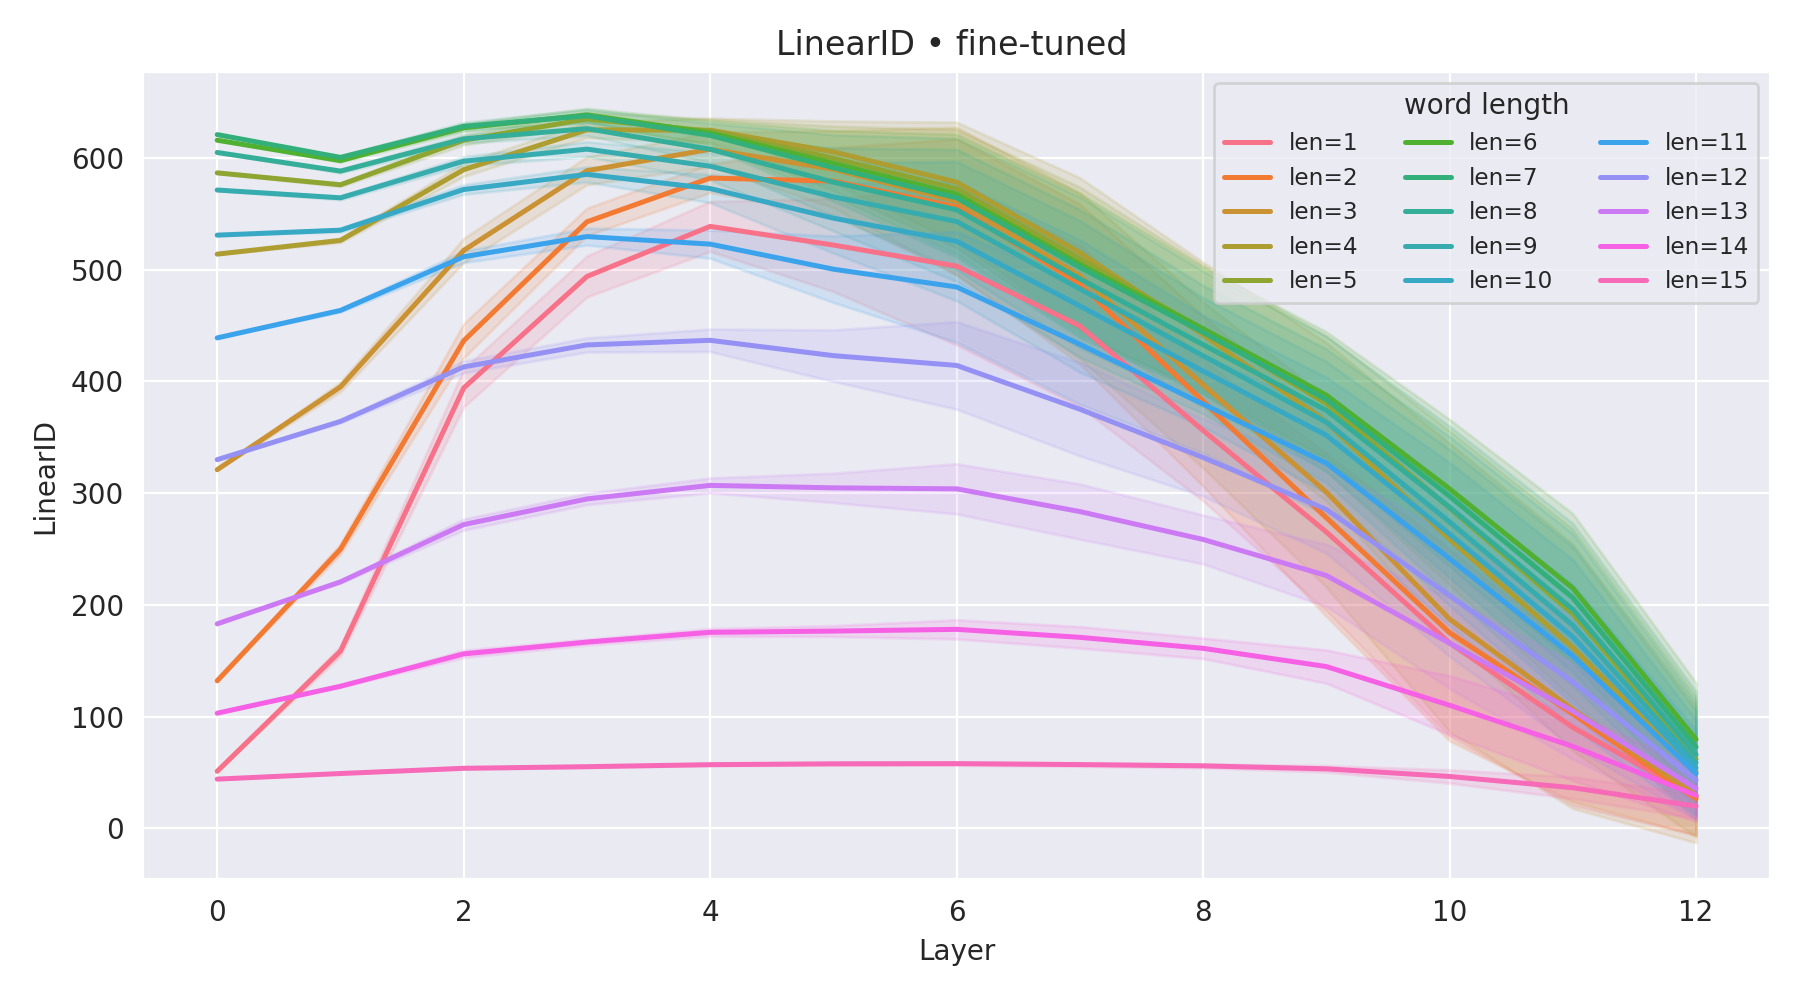 LinearID • fine-tuned
word length
len=1 len=6 len=11
len=2 len=7 len=12
len=3 len=8 len=13
len=4 len=9 len=14
len=5 len=10 len=15
LinearID
600
500
400
300
200
100
0
0 2 4 6 8 10 12
Layer